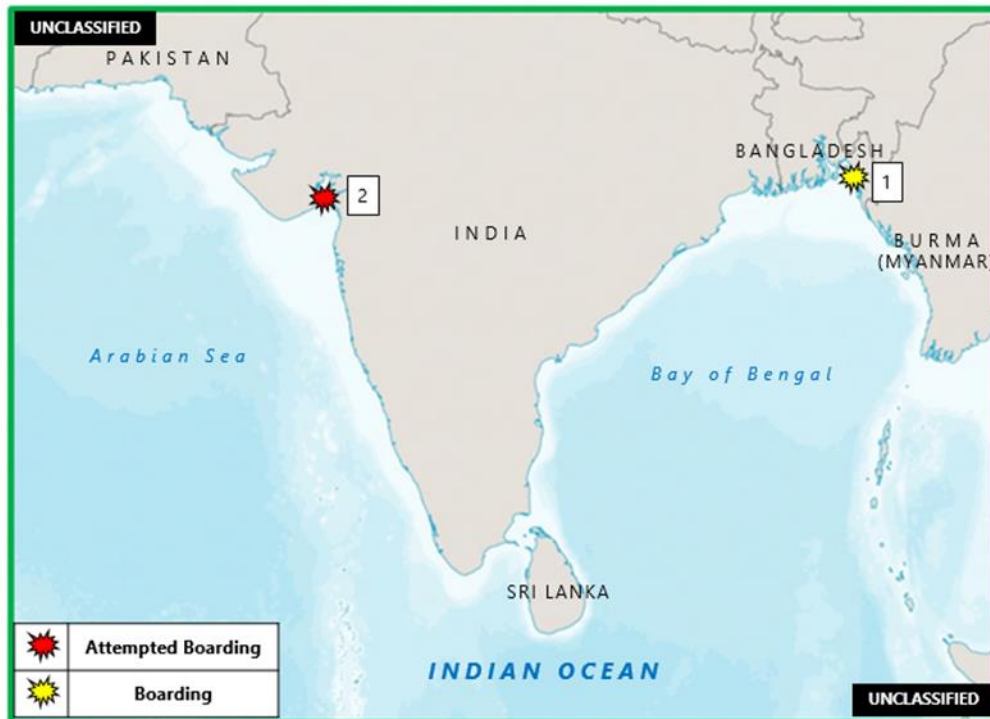 UNCLASSIFIED
PAKISTAN
BANGLADESH
1
2
INDIA
BURMA
(MYANMAR)
Arabian Sea
Bay of Bengal
SRI LANKA
Attempted Boarding
Boarding
INDIAN OCEAN
UNCLASSIFIED